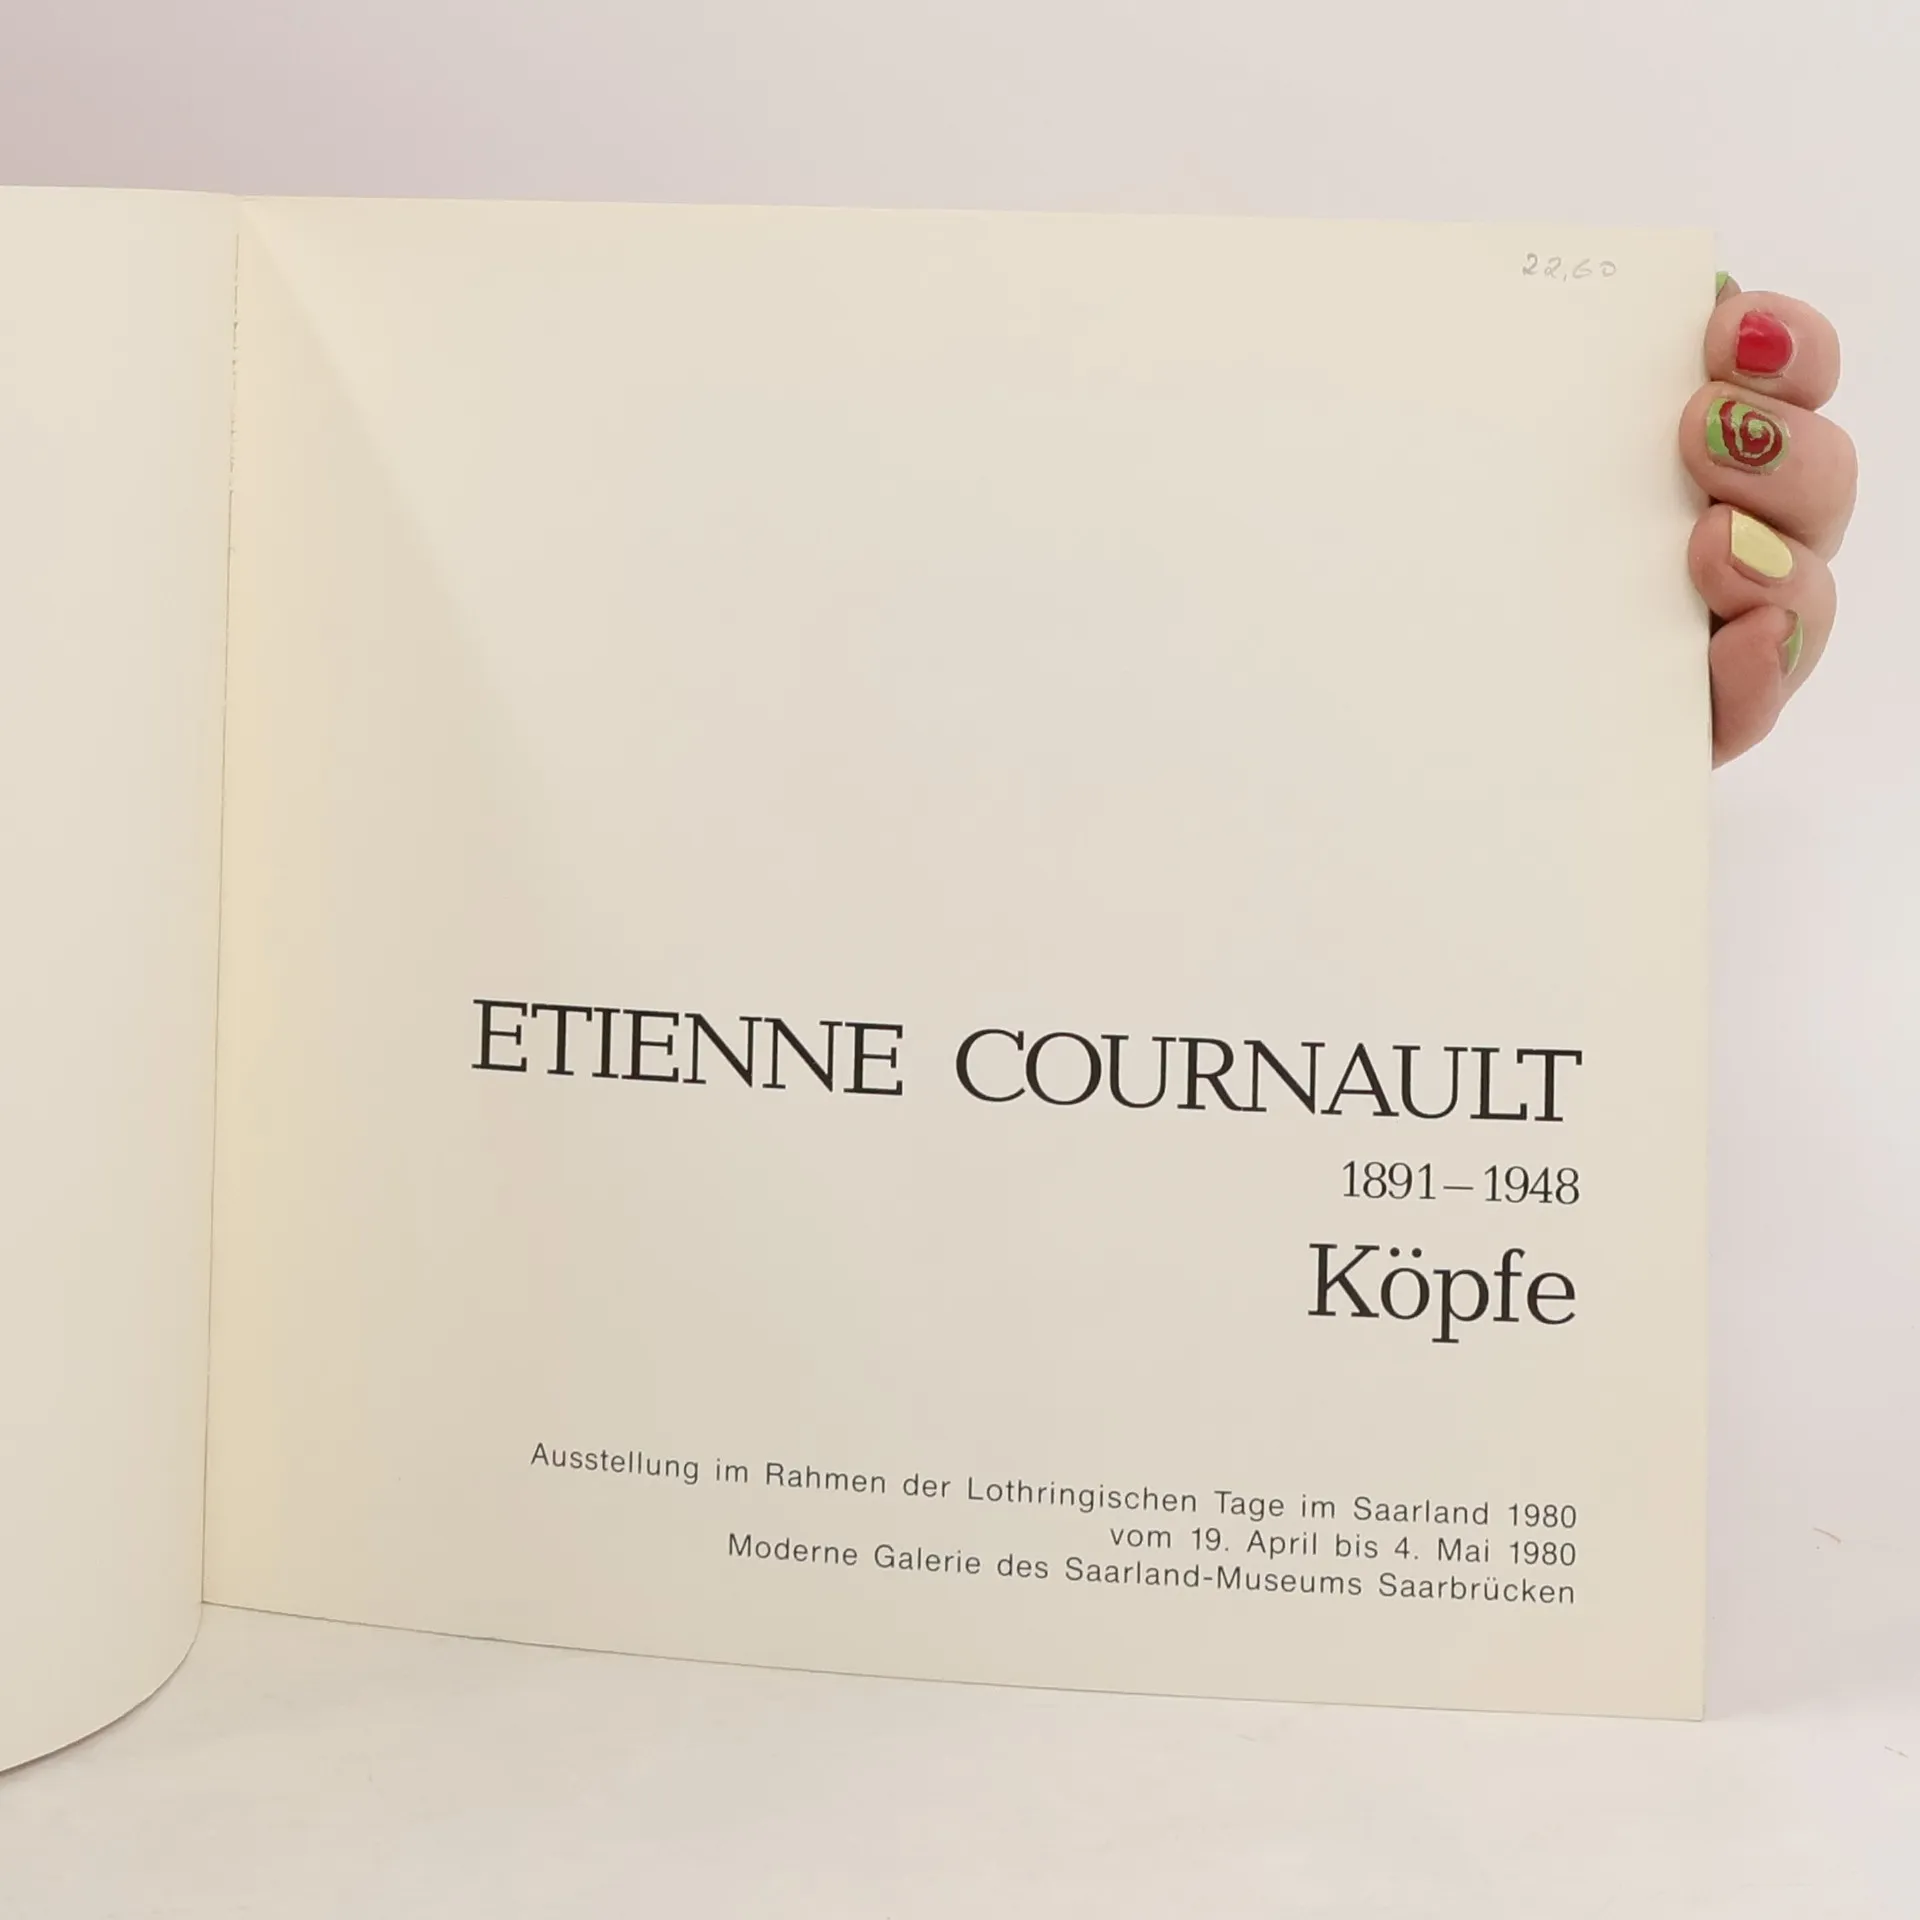 22,60
ETIENNE COURNAULT
1891–1948
Köpfe
Ausstellung im Rahmen der Lothringischen Tage im Saarland 1980
vom 19. April bis 4. Mai 1980
Moderne Galerie des Saarland-Museums Saarbrücken